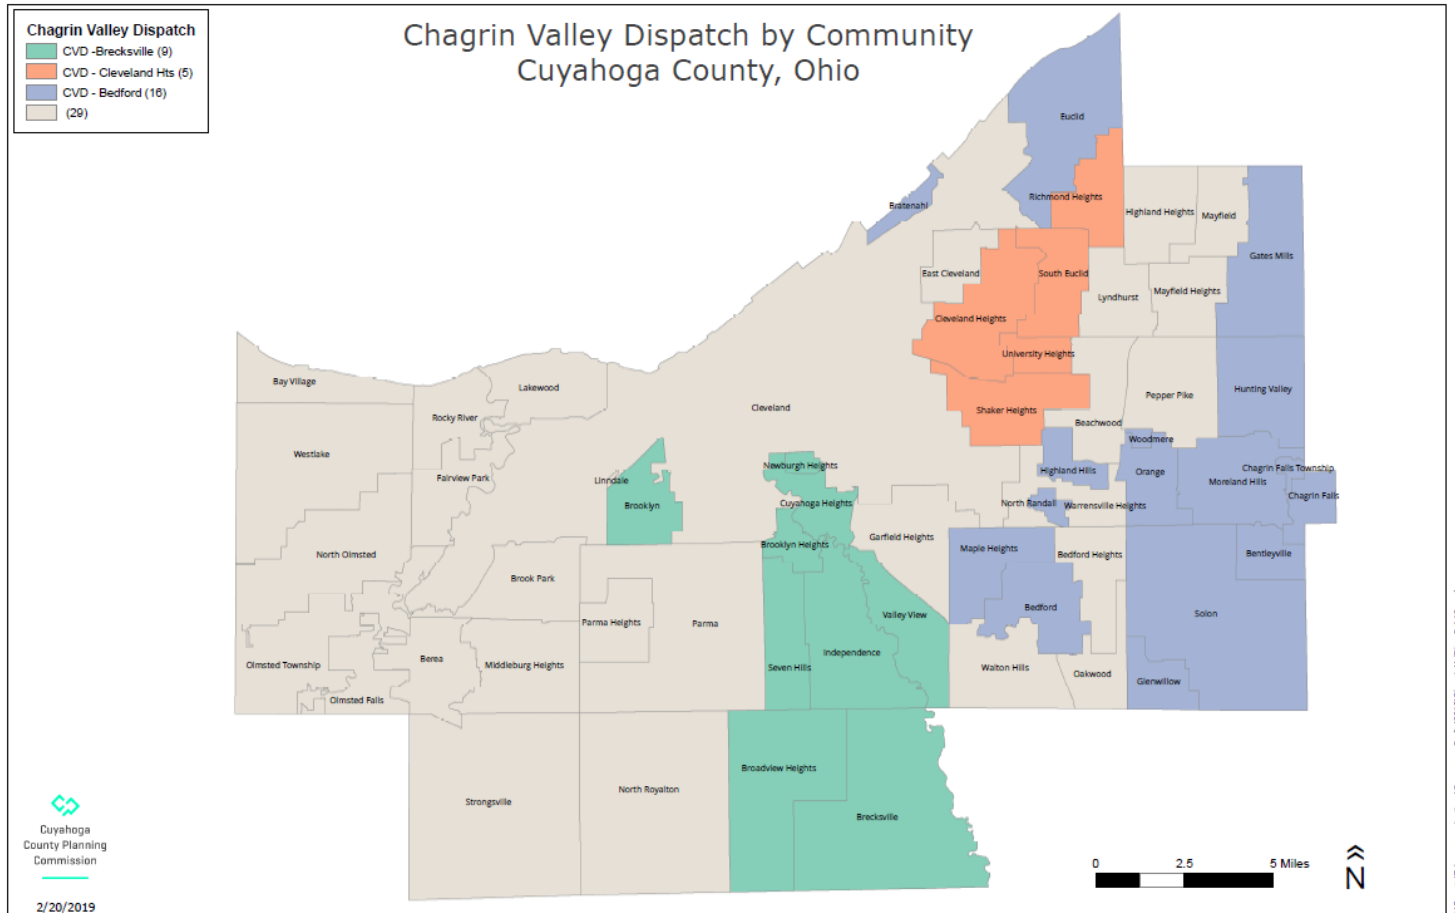 Chagrin Valley Dispatch by Community
Cuyahoga County, Ohio
Chagrin Valley Dispatch
CVD -Brecksville (9)
CVD - Cleveland Hts (5)
CVD - Bedford (16)
(29)
Euclid
Bratenahl
Richmond Heights
Highland Heights
Mayfield
Gates Mills
East Cleveland
South Euclid
Lyndhurst
Mayfield Heights
Cleveland Heights
University Heights
Bay Village
Lakewood
Hunting Valley
Pepper Pike
Cleveland
Shaker Heights
Rocky River
Beachwood
Woodmere
Westlake
Newburgh Heights
Highland Hills
Orange
Chagrin Falls Township
Fairview Park
Linndale
Moreland Hills
Chagrin Falls
Brooklyn
Cuyahoga Heights
North Randall
Warrensville Heights
Garfield Heights
Brooklyn Heights
Maple Heights
Bedford Heights
Bentleyville
North Olmsted
Brook Park
Bedford
Solon
Valley View
Parma Heights
Parma
Independence
Berea
Olmsted Township
Middleburg Heights
Seven Hills
Walton Hills
Oakwood
Glenwillow
Olmsted Falls
Broadview Heights
North Royalton
Strongsville
Brecksville
Cuyahoga
County Planning
Commission
2/20/2019
0 2.5 5 Miles
N